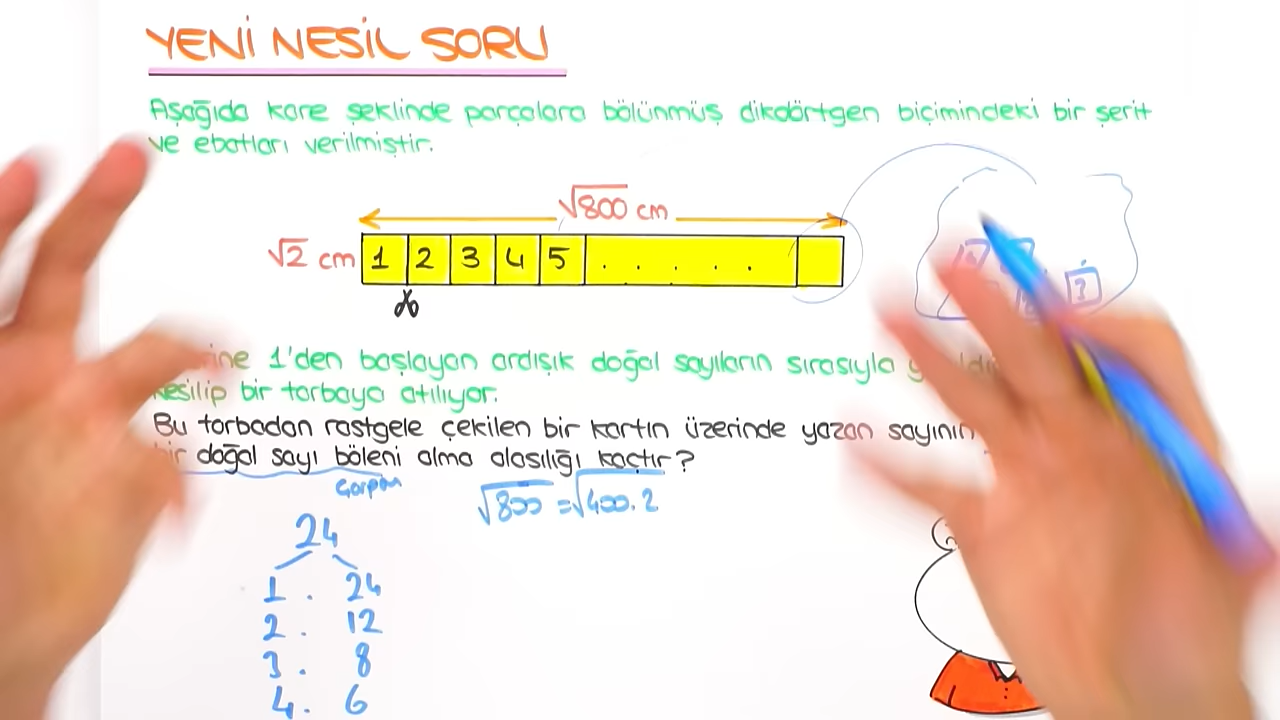 YENİ NESİL SORU
Aşağıda kare şeklinde parçalara bölünmüş dikdörtgen biçimindeki bir şerit
ve ebatları verilmiştir.
√800 cm
√2 cm 1 2 3 4 5 . . . . .
1'den başlayan ardışık doğal sayıların sırasıyla
kesilip bir torbaya atılıyor.
Bu torbadan rastgele çekilen bir kartın üzerinde yazan sayının
bir doğal sayı böleni olma olasılığı kaçtır?
Çarpan
√800 = √400.2
24
1 . 24
2 . 12
3 . 8
4 . 6